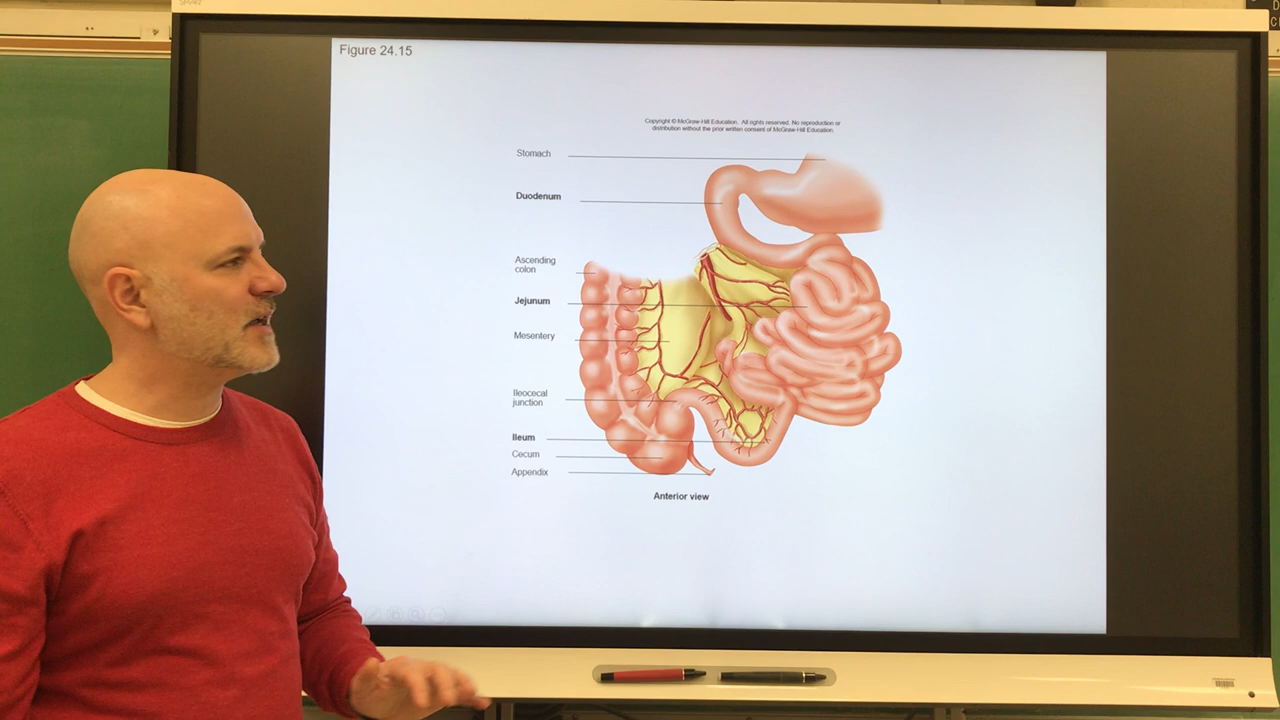 Figure 24.15
Copyright © McGraw-Hill Education. All rights reserved. No reproduction or
distribution without the prior written consent of McGraw-Hill Education.
Stomach
Duodenum
Ascending
colon
Jejunum
Mesentery
Ileocecal
junction
Ileum
Cecum
Appendix
Anterior view